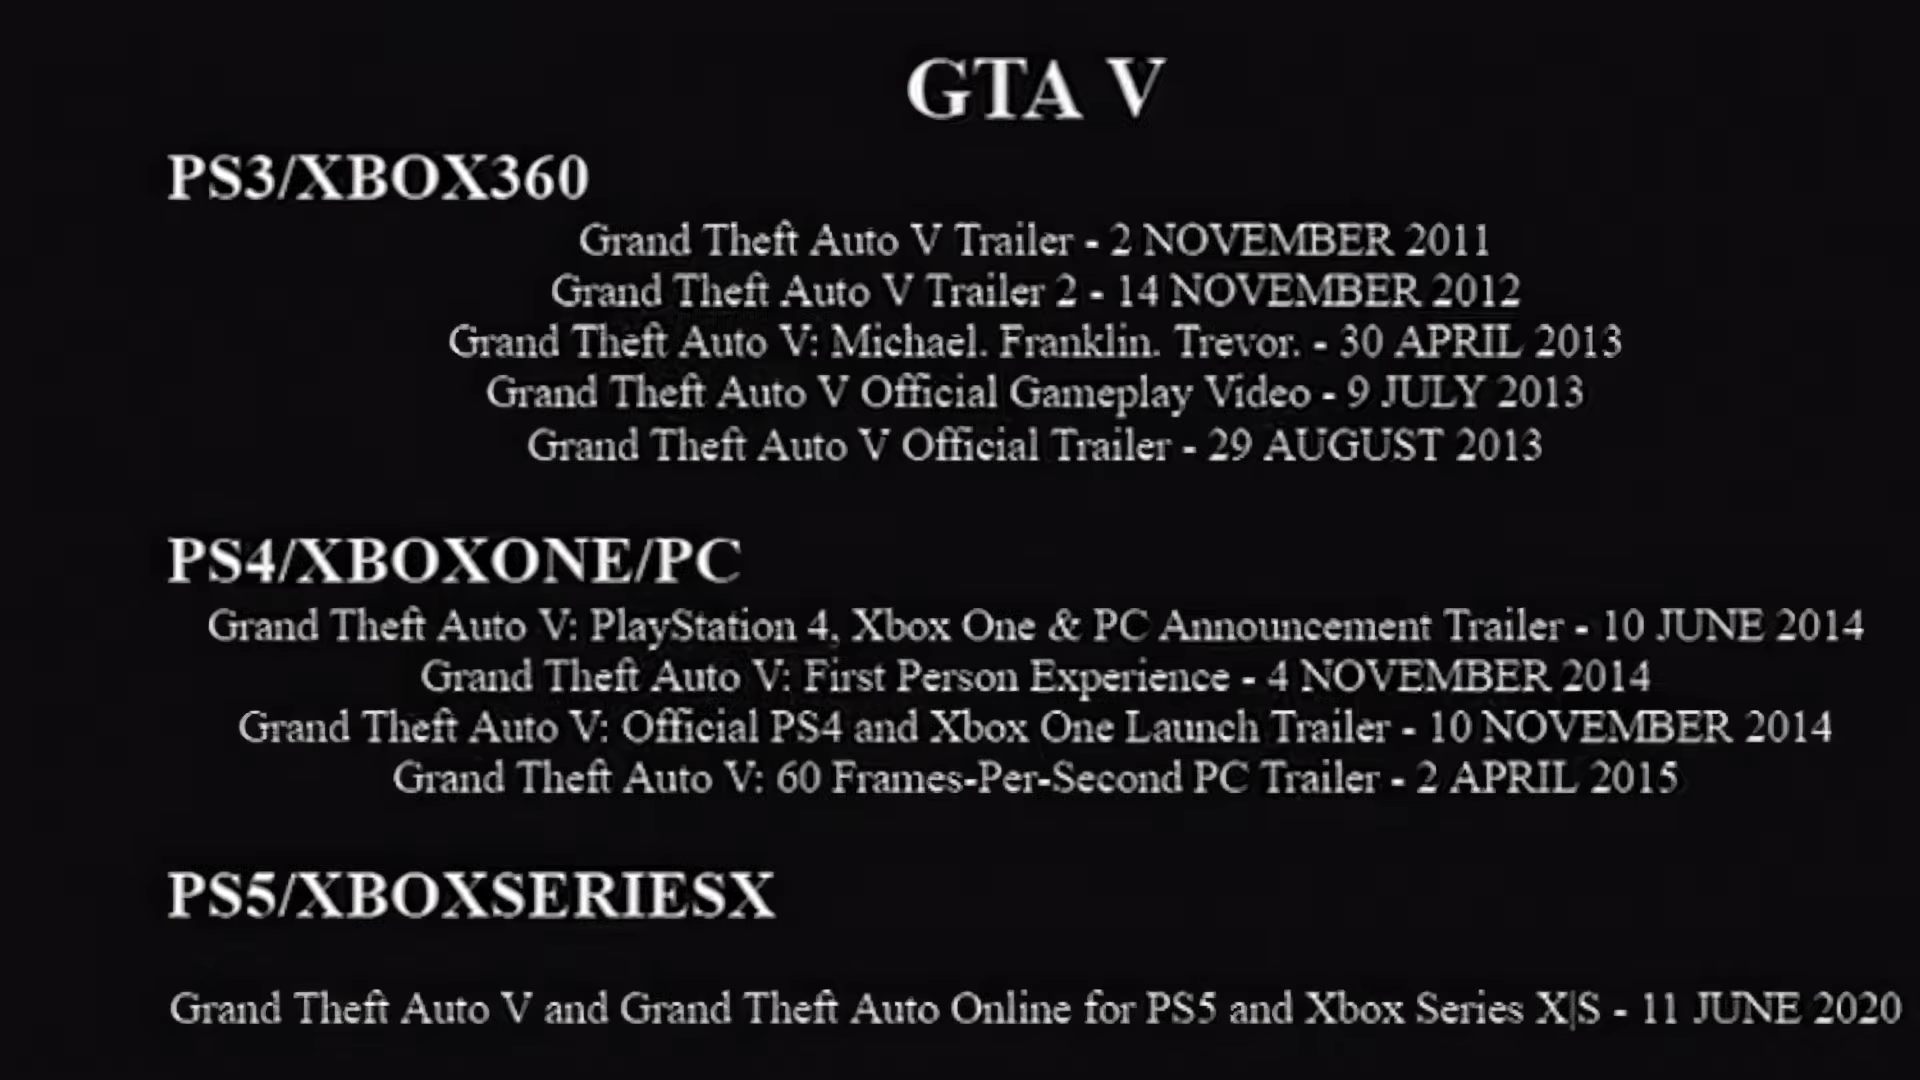 GTA V
PS3/XBOX360
Grand Theft Auto V Trailer - 2 NOVEMBER 2011
Grand Theft Auto V Trailer 2 - 14 NOVEMBER 2012
Grand Theft Auto V: Michael. Franklin. Trevor. - 30 APRIL 2013
Grand Theft Auto V Official Gameplay Video - 9 JULY 2013
Grand Theft Auto V Official Trailer - 29 AUGUST 2013
PS4/XBOXONE/PC
Grand Theft Auto V: PlayStation 4, Xbox One & PC Announcement Trailer - 10 JUNE 2014
Grand Theft Auto V: First Person Experience - 4 NOVEMBER 2014
Grand Theft Auto V: Official PS4 and Xbox One Launch Trailer - 10 NOVEMBER 2014
Grand Theft Auto V: 60 Frames-Per-Second PC Trailer - 2 APRIL 2015
PS5/XBOXSERIESX
Grand Theft Auto V and Grand Theft Auto Online for PS5 and Xbox Series X|S - 11 JUNE 2020